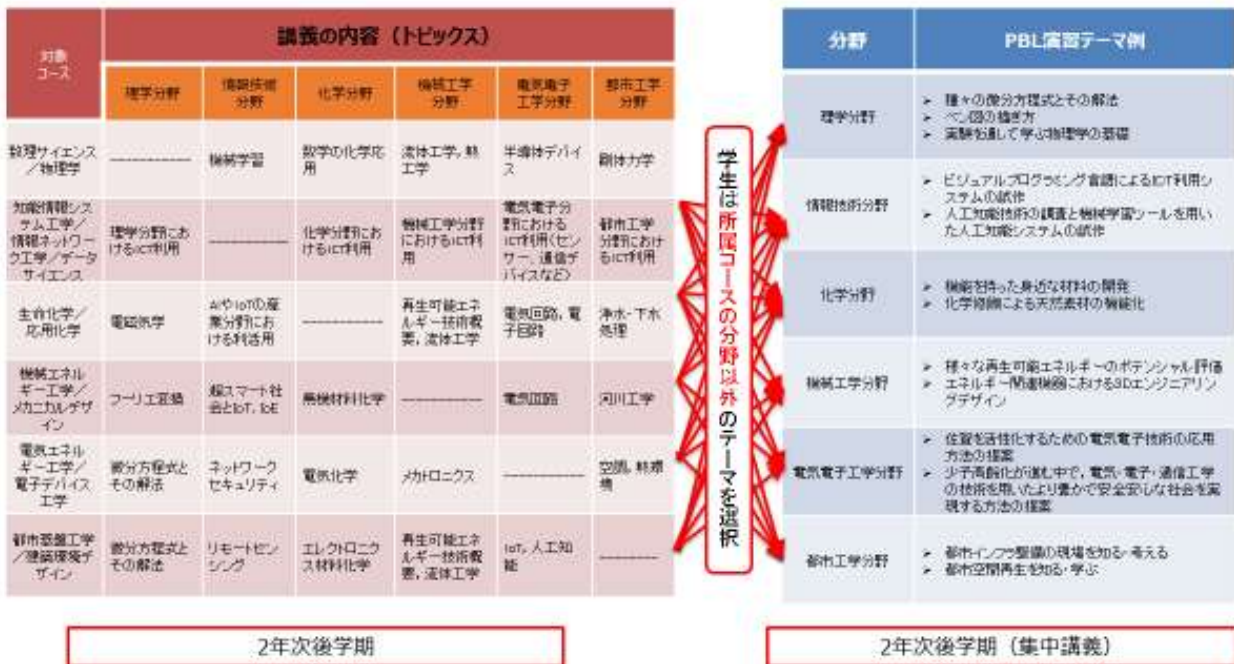 対象
コース
講義の内容（トピックス）
理学分野
情報技術
分野
化学分野
機械工学
分野
電気電子
工学分野
都市工学
分野
数理サイエンス
／物理学
-----------
機械学習
数学の化学応
用
流体工学，熱
工学
半導体デバイ
ス
剛体力学
知能情報シス
テム工学／
情報ネットワー
ク工学／データ
サイエンス
理学分野にお
けるICT利用
-----------
化学分野にお
けるICT利用
機械工学分野
におけるICT利
用
電気電子分
野における
ICT利用（セン
サー、通信デ
バイスなど）
都市工学
分野におけ
るICT利用
生命化学／
応用化学
電磁気学
AIやIoTの産
業分野にお
ける利活用
-----------
再生可能エネ
ルギー技術概
要，流体工学
電気回路，電
子回路
浄水・下水
処理
機械エネル
ギー工学／
メカニカルデザ
イン
フーリエ変換
超スマート社
会とIoT，IoE
無機材料化学
-----------
電気回路
河川工学
電気エネル
ギー工学／
電子デバイス
工学
微分方程式と
その解法
ネットワーク
セキュリティ
電気化学
メカトロニクス
-----------
空調，熱環
境
都市基盤工学
／建築環境デ
ザイン
微分方程式と
その解法
リモートセン
シング
エレクトロニク
ス材料化学
再生可能エネ
ルギー技術概
要，流体工学
IoT，人工知
能
--------
2年次後学期
学生は所属コースの分野以外のテーマを選択
分野
PBL演習テーマ例
理学分野
➢ 種々の微分方程式とその解法
➢ ベン図の描き方
➢ 実験を通して学ぶ物理学の基礎
情報技術分野
➢ ビジュアルプログラミング言語によるIOT利用シ
ステムの試作
➢ 人工知能技術の調査と機械学習ツールを用い
た人工知能システムの試作
化学分野
➢ 機能を持った身近な材料の開発
➢ 化学修飾による天然素材の機能化
機械工学分野
➢ 様々な再生可能エネルギーのポテンシャル評価
➢ エネルギー関連機器における3Dエンジニアリン
グデザイン
電気電子工学分野
➢ 佐賀を活性化するための電気電子技術の応用
方法の提案
➢ 少子高齢化が進む中で，電気・電子・通信工学
の技術を用いたより豊かで安全安心な社会を実
現する方法の提案
都市工学分野
➢ 都市インフラ整備の現場を知る・考える
➢ 都市空間再生を知る・学ぶ
2年次後学期（集中講義）